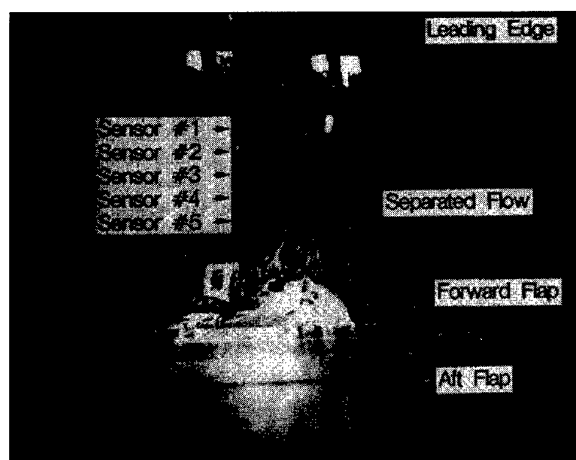 Leading Edge
Sensor #1
Sensor #2
Sensor #3
Sensor #4
Sensor #5
Separated Flow
Forward Flap
Aft Flap